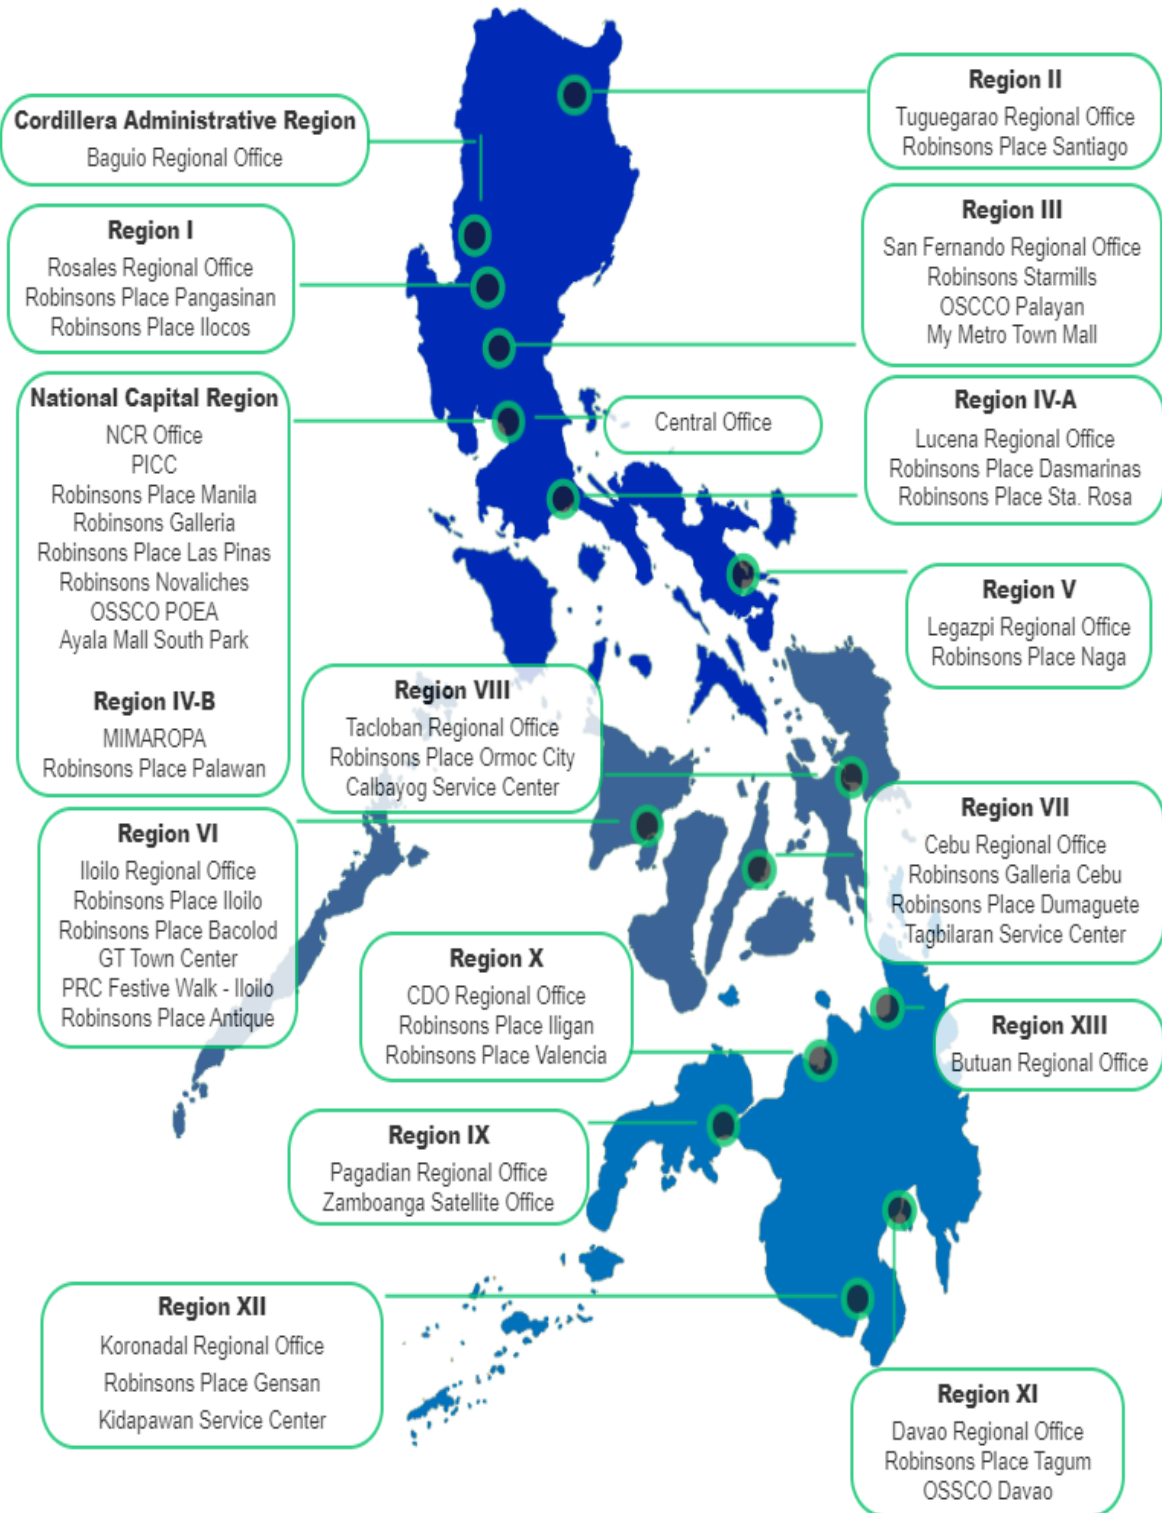 Cordillera Administrative Region
Baguio Regional Office
Region I
Rosales Regional Office
Robinsons Place Pangasinan
Robinsons Place Ilocos
National Capital Region
NCR Office
PICC
Robinsons Place Manila
Robinsons Galleria
Robinsons Place Las Pinas
Robinsons Novaliches
OSSCO POEA
Ayala Mall South Park
Region IV-B
MIMAROPA
Robinsons Place Palawan
Region II
Tuguegarao Regional Office
Robinsons Place Santiago
Region III
San Fernando Regional Office
Robinsons Starmills
OSCCO Palayan
My Metro Town Mall
Central Office
Region IV-A
Lucena Regional Office
Robinsons Place Dasmarinas
Robinsons Place Sta. Rosa
Region V
Legazpi Regional Office
Robinsons Place Naga
Region VIII
Tacloban Regional Office
Robinsons Place Ormoc City
Calbayog Service Center
Region VII
Cebu Regional Office
Robinsons Galleria Cebu
Robinsons Place Dumaguete
Tagbilaran Service Center
Region VI
Iloilo Regional Office
Robinsons Place Iloilo
Robinsons Place Bacolod
GT Town Center
PRC Festive Walk - Iloilo
Robinsons Place Antique
Region X
CDO Regional Office
Robinsons Place Iligan
Robinsons Place Valencia
Region XIII
Butuan Regional Office
Region IX
Pagadian Regional Office
Zamboanga Satellite Office
Region XII
Koronadal Regional Office
Robinsons Place Gensan
Kidapawan Service Center
Region XI
Davao Regional Office
Robinsons Place Tagum
OSSCO Davao